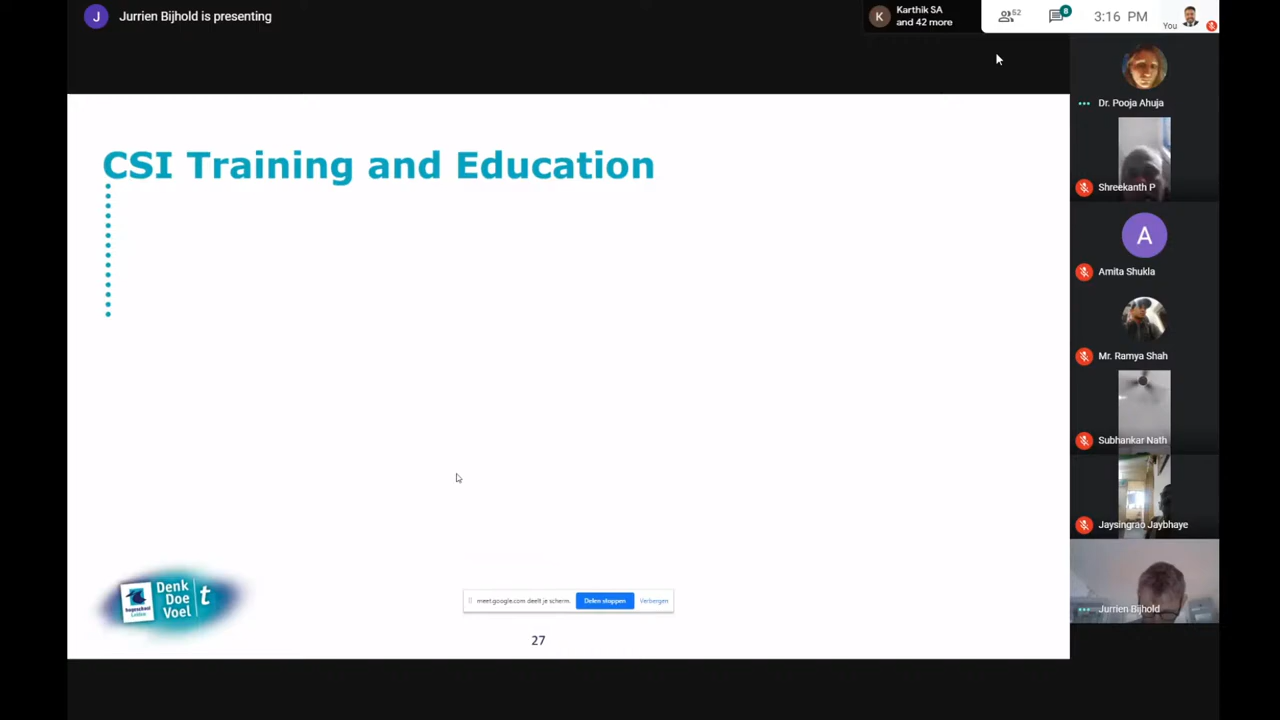 J
Jurrien Bijhold is presenting
K
Karthik SA
and 42 more
52
8
3:16 PM
You
CSI Training and Education
Dr. Pooja Ahuja
Shreekanth P
A
Amita Shukla
Mr. Ramya Shah
Subhankar Nath
Jaysingrao Jaybhaye
Jurrien Bijhold
hogeschool
Leiden
Denk
Doe
Voel
t
meet.google.com deelt je scherm.
Delen stoppen
Verbergen
27